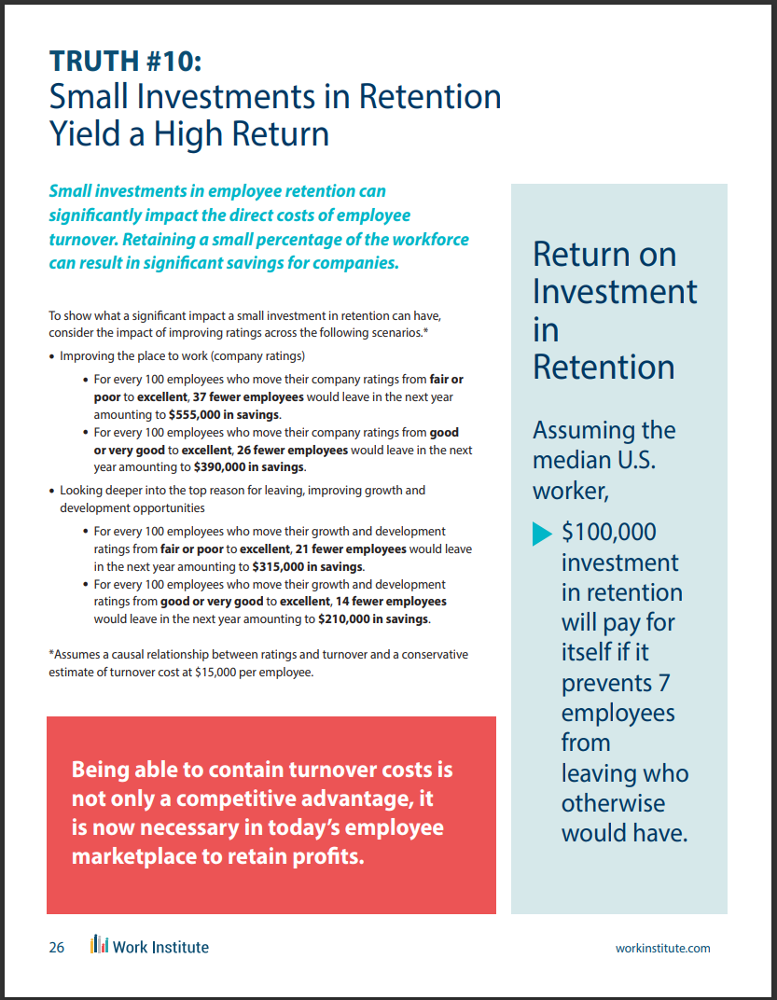 TRUTH #10:
Small Investments in Retention
Yield a High Return
Small investments in employee retention can
significantly impact the direct costs of employee
turnover. Retaining a small percentage of the workforce
can result in significant savings for companies.
To show what a significant impact a small investment in retention can have,
consider the impact of improving ratings across the following scenarios.*
• Improving the place to work (company ratings)
• For every 100 employees who move their company ratings from fair or
poor to excellent, 37 fewer employees would leave in the next year
amounting to $555,000 in savings.
• For every 100 employees who move their company ratings from good
or very good to excellent, 26 fewer employees would leave in the next
year amounting to $390,000 in savings.
• Looking deeper into the top reason for leaving, improving growth and
development opportunities
• For every 100 employees who move their growth and development
ratings from fair or poor to excellent, 21 fewer employees would leave
in the next year amounting to $315,000 in savings.
• For every 100 employees who move their growth and development
ratings from good or very good to excellent, 14 fewer employees
would leave in the next year amounting to $210,000 in savings.
*Assumes a causal relationship between ratings and turnover and a conservative
estimate of turnover cost at $15,000 per employee.
Being able to contain turnover costs is
not only a competitive advantage, it
is now necessary in today's employee
marketplace to retain profits.
Return on
Investment
in
Retention
Assuming the
median U.S.
worker,
$100,000
investment
in retention
will pay for
itself if it
prevents 7
employees
from
leaving who
otherwise
would have.
26 Work Institute
workinstitute.com